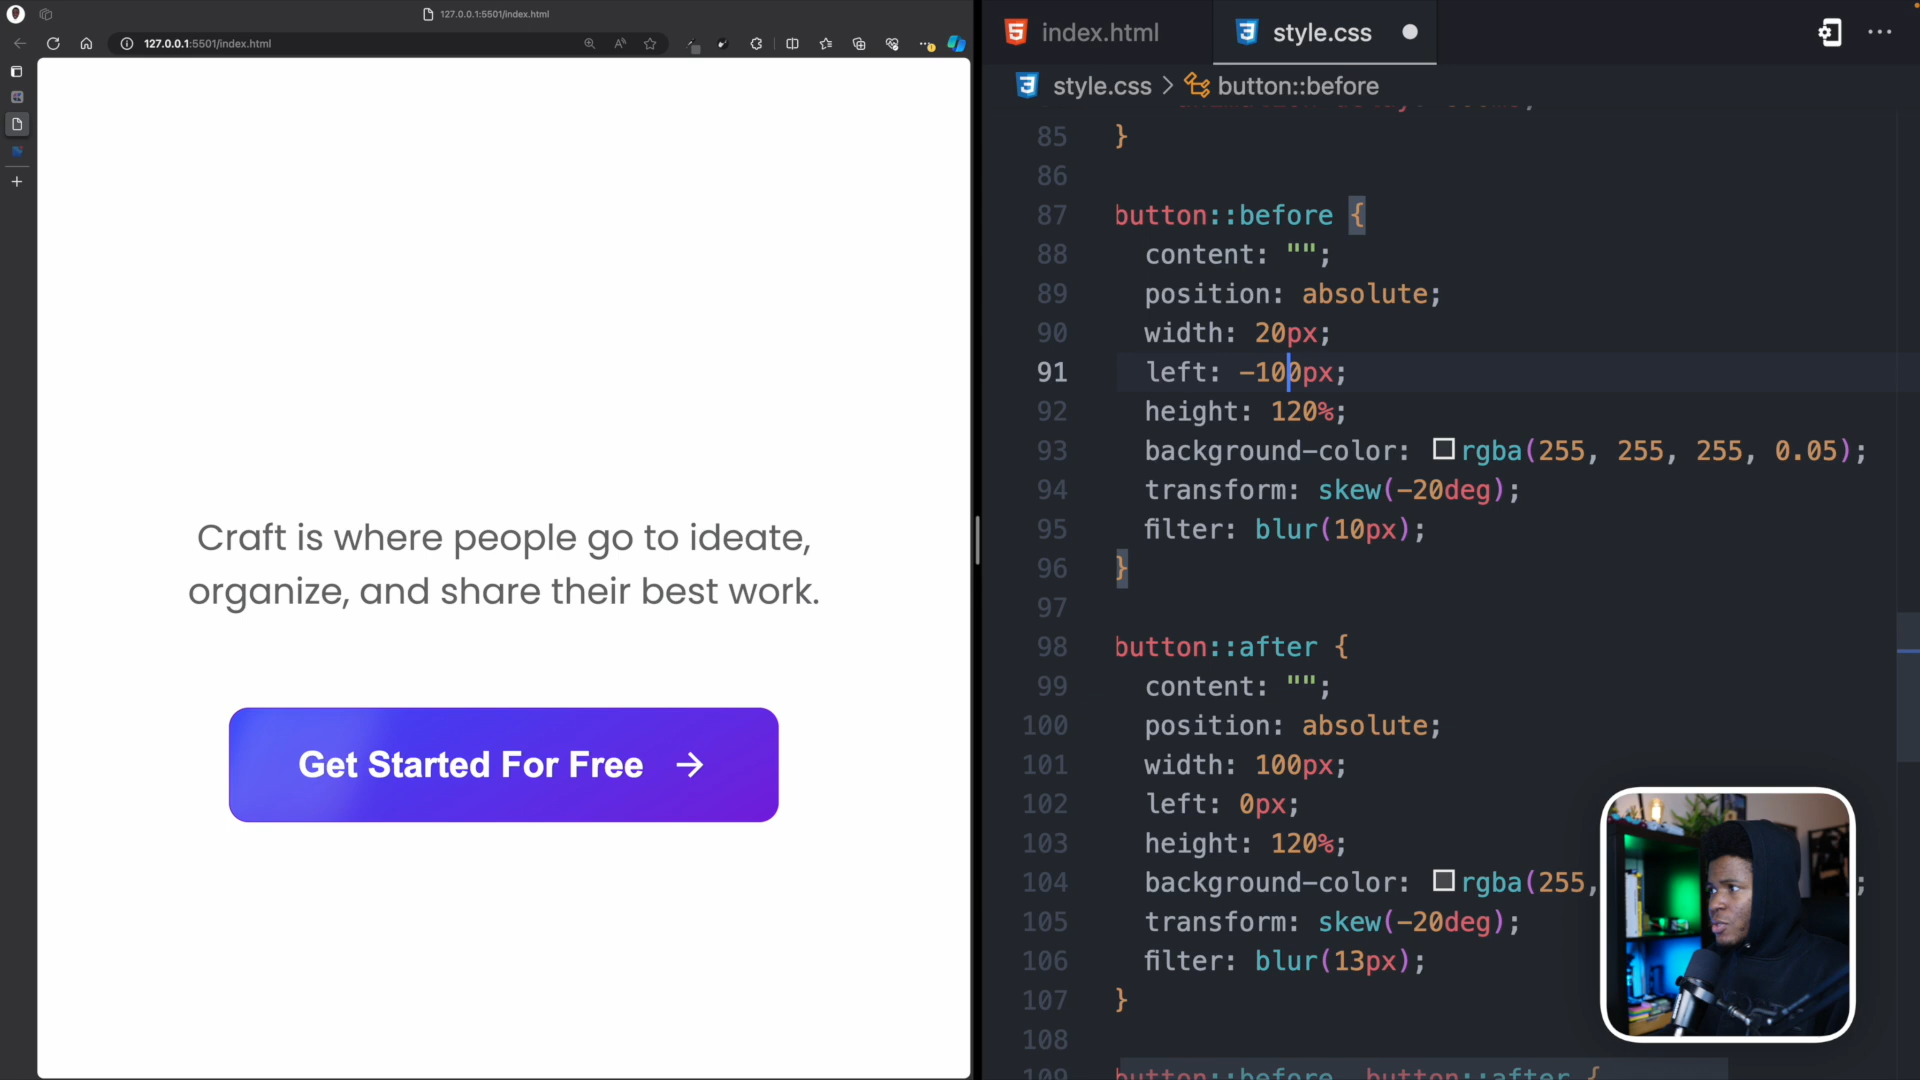 127.0.0.1:5501/index.html
127.0.0.1:5501/index.html
Craft is where people go to ideate,
organize, and share their best work.
Get Started For Free →
index.html
style.css
style.css > button::before
85 }
86
87 button::before {
88 content: "";
89 position: absolute;
90 width: 20px;
91 left: -100px;
92 height: 120%;
93 background-color: rgba(255, 255, 255, 0.05);
94 transform: skew(-20deg);
95 filter: blur(10px);
96 }
97
98 button::after {
99 content: "";
100 position: absolute;
101 width: 100px;
102 left: 0px;
103 height: 120%;
104 background-color: rgba(255, ;
105 transform: skew(-20deg);
106 filter: blur(13px);
107 }
108
109 button::before, button::after {